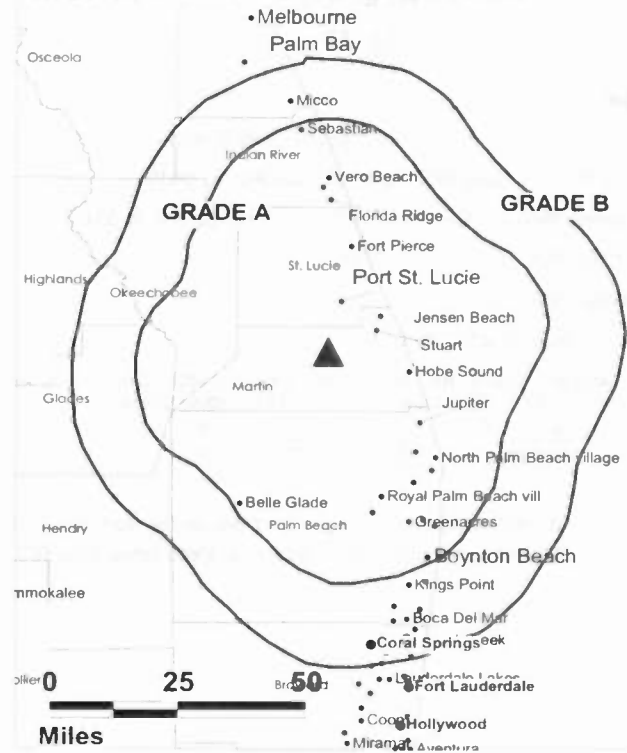 Melbourne
Palm Bay
Osceola
Micco
Sebastian
Indian River
Vero Beach
GRADE A
GRADE B
Florida Ridge
Fort Pierce
St. Lucie
Port St. Lucie
Highlands
Okeechobee
Jensen Beach
Stuart
Hobe Sound
Martin
Glades
Jupiter
North Palm Beach village
Belle Glade
Royal Palm Beach vill
Palm Beach
Greenacres
Hendry
Boynton Beach
mmokalee
Kings Point
Boca Del Mar
Coral Springs eek
0 25 50
Lauderdale Lakes
Fort Lauderdale
Miles
Hollywood
Miramar
Aventura